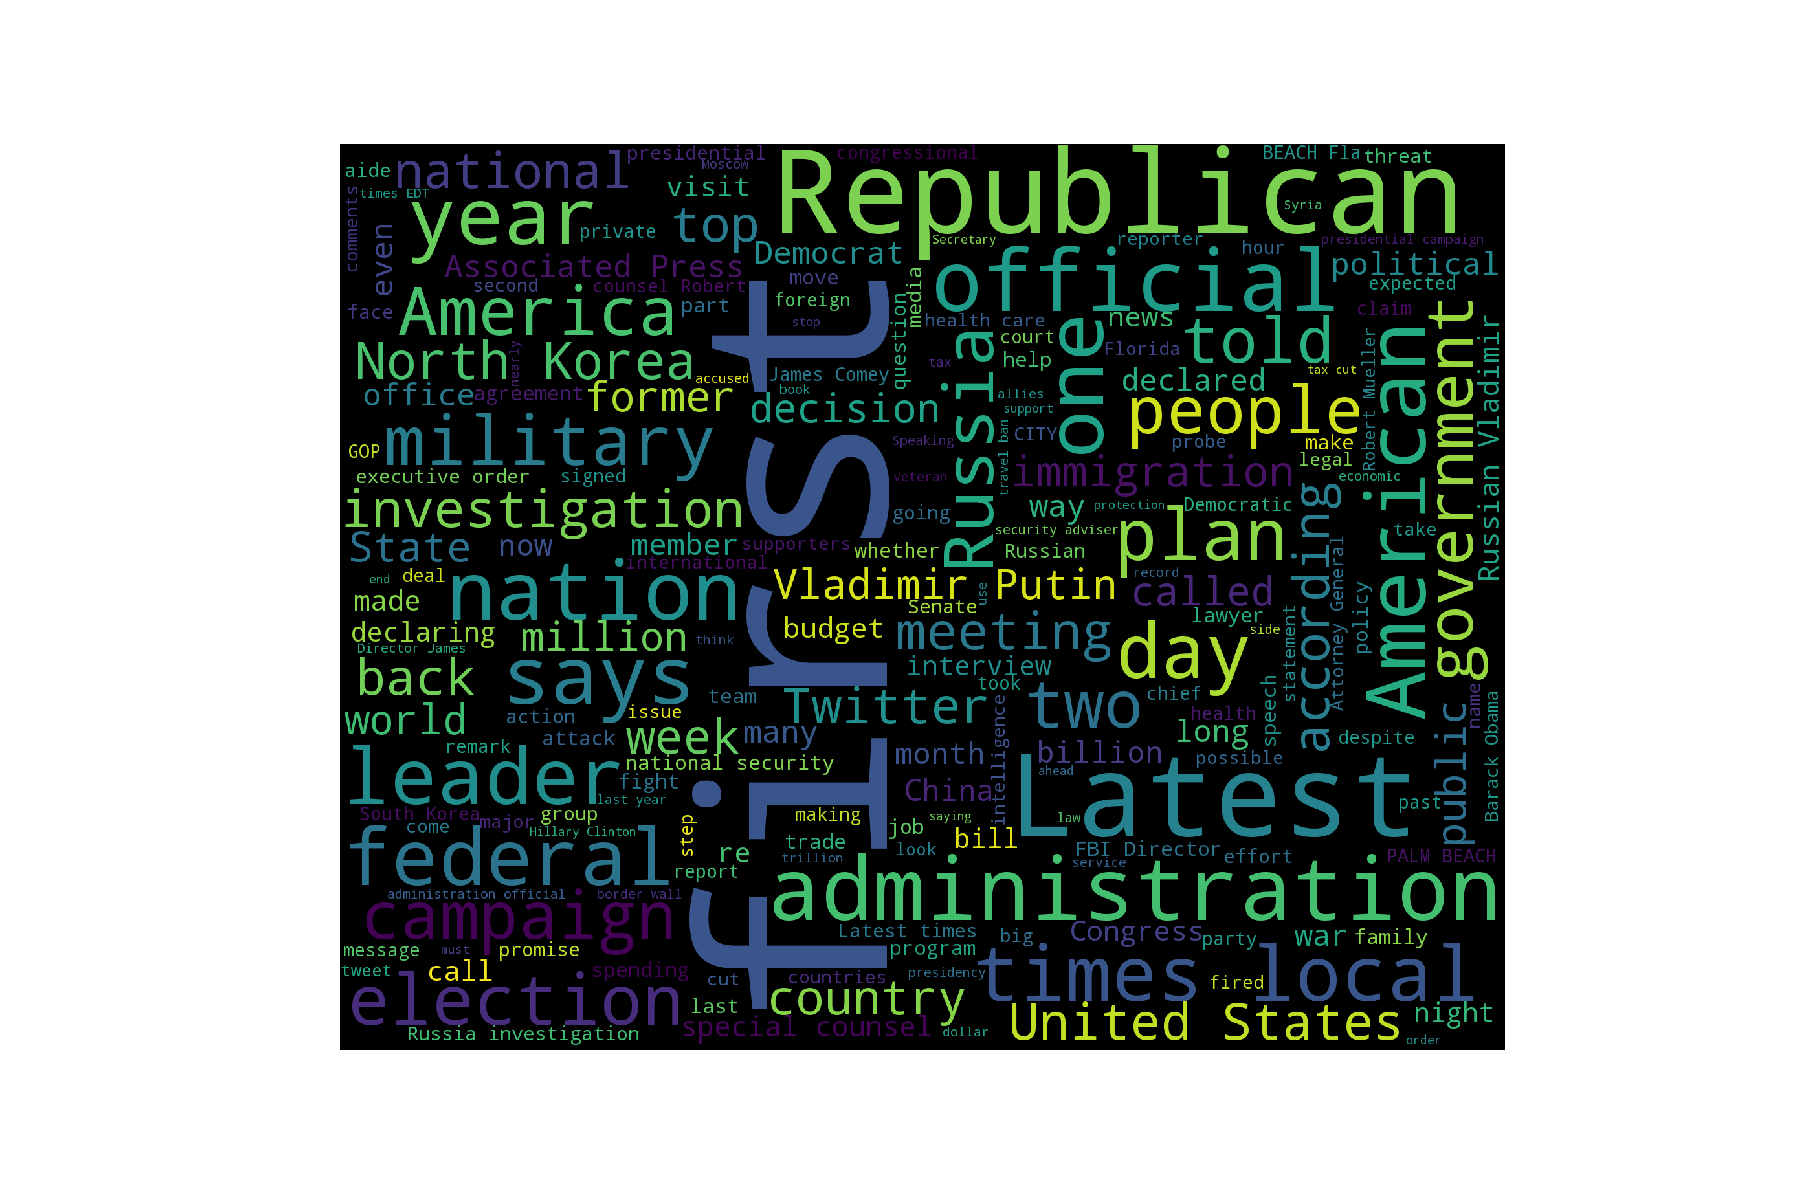 aide
national
presidential
Moscow
congressional
Republican
BEACH Fla
threat
times EDT
visit
comments
year
private
top
Democrat
Secretary
reporter
hour
Syria
presidential campaign
even
Associated Press
move
official
political
second
counsel Robert
expected
face
America
part
foreign
media
stop
question
health care
news
claim
one
court
told
government
Russian Vladimir
North Korea
nearly
accused
James Comey
tax
help
Florida
tax cut
Robert Mueller
office
agreement
former
book
decision
allies
support
declared
people
American
first
Russia
GOP
military
Speaking
travel ban
CITY
probe
make
legal
executive order
signed
veteran
immigration
economic
investigation
going
way
protection
Democratic
according
take
State
now
member
supporters
whether
security adviser
Russian
plan
international
end
deal
nation
Vladimir Putin
use
record
called
Attorney General
policy
made
Senate
lawyer
declaring
million
think
budget
meeting
day
side
statement
Director James
says
interview
back
team
took
two
chief
speech
name
world
action
issue
Twitter
health
long
public
Barack Obama
remark
attack
week
many
month
intelligence
billion
possible
despite
leader
fight
national security
China
ahead
Latest
last year
past
South Korea
major
group
making
job
saying
law
come
Hillary Clinton
step
trade
bill
federal
re
trillion
look
FBI Director
effort
PALM BEACH
report
service
administration official
border wall
administration
campaign
Latest times
big
Congress
party
war
family
message
must
promise
program
tweet
call
spending
cut
countries
presidency
times local
fired
election
last
country
Russia investigation
special counsel
dollar
United States
night
order